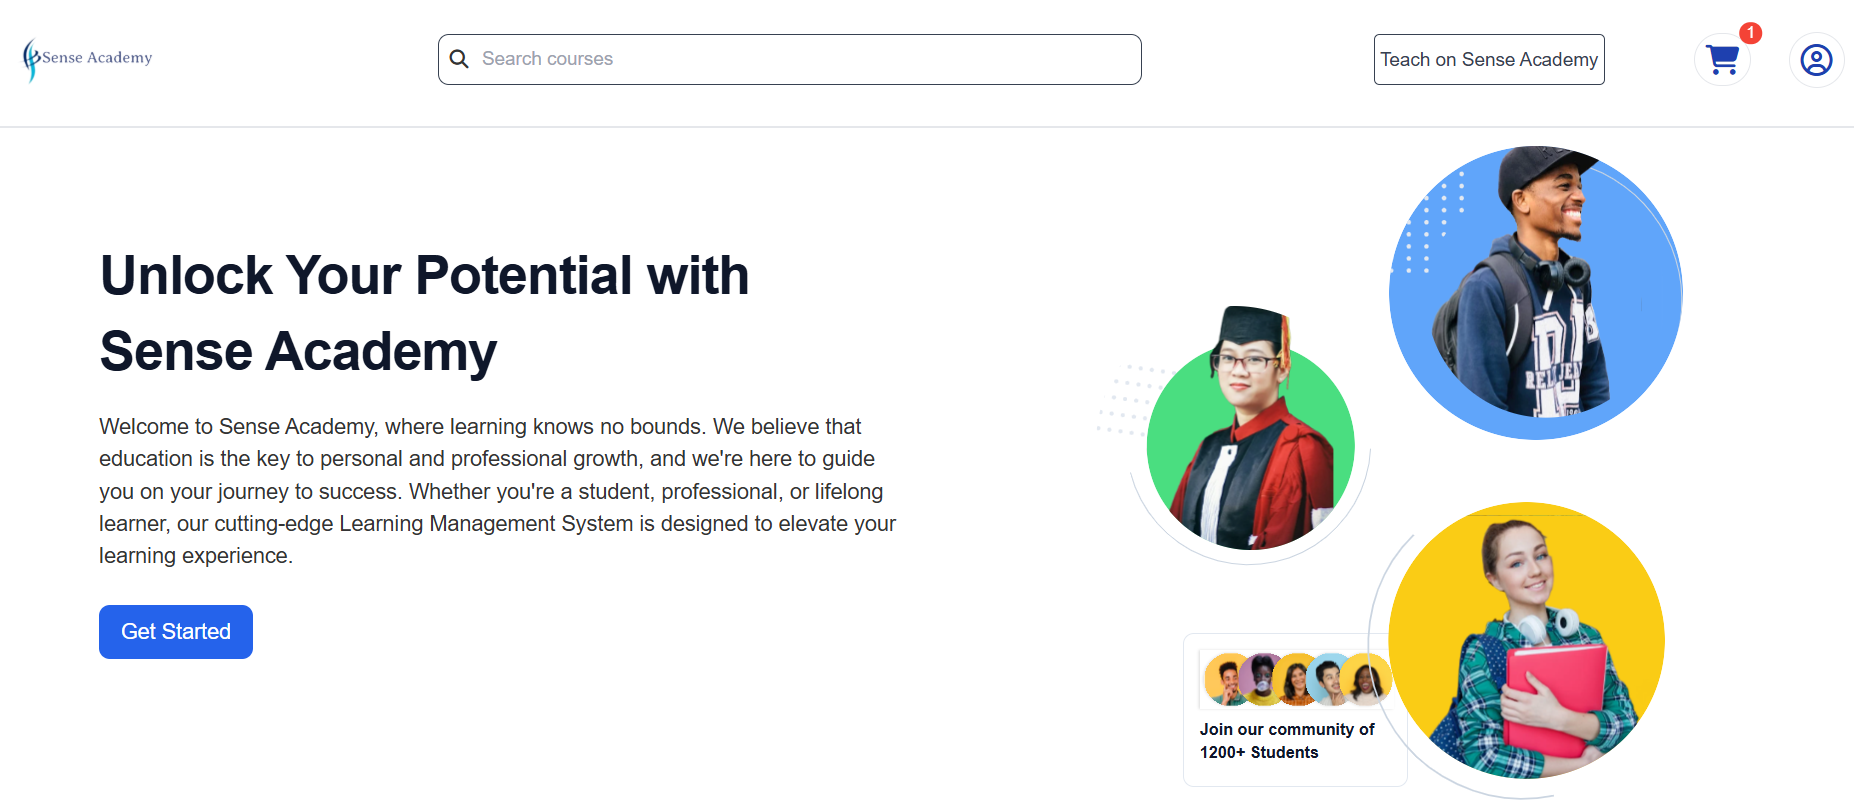 Sense Academy
Search courses
Teach on Sense Academy
1
Unlock Your Potential with
Sense Academy
Welcome to Sense Academy, where learning knows no bounds. We believe that
education is the key to personal and professional growth, and we're here to guide
you on your journey to success. Whether you're a student, professional, or lifelong
learner, our cutting-edge Learning Management System is designed to elevate your
learning experience.
Get Started
Join our community of
1200+ Students